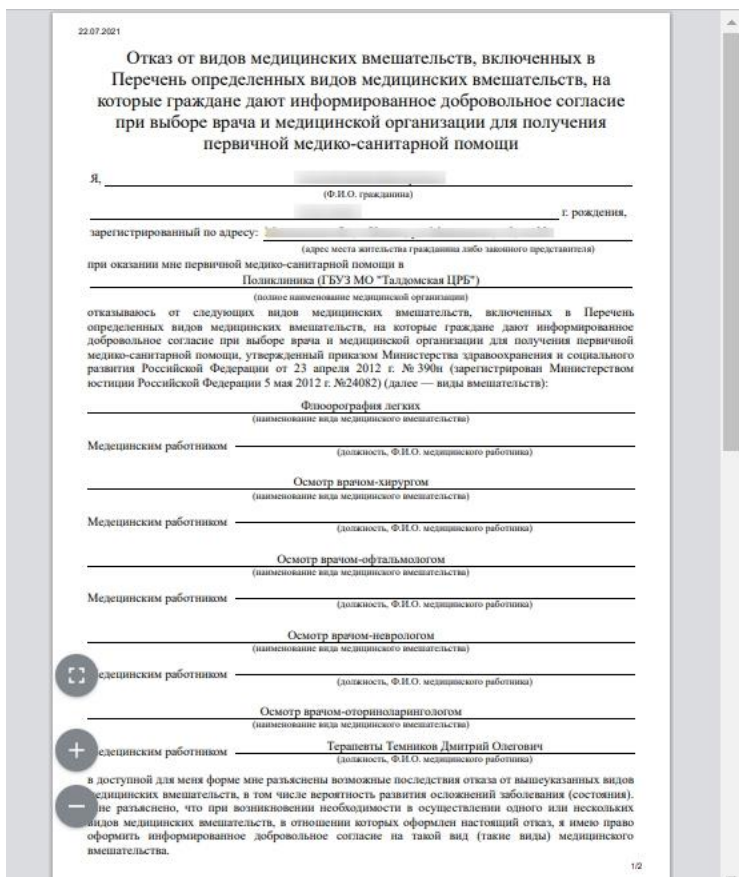 22.07.2021
Отказ от видов медицинских вмешательств, включенных в
Перечень определенных видов медицинских вмешательств, на
которые граждане дают информированное добровольное согласие
при выборе врача и медицинской организации для получения
первичной медико-санитарной помощи
Я,
(Ф.И.О. гражданина)
г. рождения,
зарегистрированный по адресу:
(адрес места жительства гражданина либо законного представителя)
при оказании мне первичной медико-санитарной помощи в
Поликлиника (ГБУЗ МО "Талдомская ЦРБ")
(полное наименование медицинской организации)
отказываюсь от следующих видов медицинских вмешательств, включенных в Перечень
определенных видов медицинских вмешательств, на которые граждане дают информированное
добровольное согласие при выборе врача и медицинской организации для получения первичной
медико-санитарной помощи, утвержденный приказом Министерства здравоохранения и социального
развития Российской Федерации от 23 апреля 2012 г. № 390н (зарегистрирован Министерством
юстиции Российской Федерации 5 мая 2012 г. №24082) (далее — виды вмешательств):
Флюорография легких
(наименование вида медицинского вмешательства)
Медецинским работником
(должность, Ф.И.О. медицинского работника)
Осмотр врачом-хирургом
(наименование вида медицинского вмешательства)
Медецинским работником
(должность, Ф.И.О. медицинского работника)
Осмотр врачом-офтальмологом
(наименование вида медицинского вмешательства)
Медецинским работником
(должность, Ф.И.О. медицинского работника)
Осмотр врачом-неврологом
(наименование вида медицинского вмешательства)
едецинским работником
(должность, Ф.И.О. медицинского работника)
Осмотр врачом-оториноларингологом
(наименование вида медицинского вмешательства)
едецинским работником Терапевты Темников Дмитрий Олегович
(должность, Ф.И.О. медицинского работника)
в доступной для меня форме мне разъяснены возможные последствия отказа от вышеуказанных видов
едицинских вмешательств, в том числе вероятность развития осложнений заболевания (состояния).
не разъяснено, что при возникновении необходимости в осуществлении одного или нескольких
видов медицинских вмешательств, в отношении которых оформлен настоящий отказ, я имею право
оформить информированное добровольное согласие на такой вид (такие виды) медицинского
вмешательства.
1/2